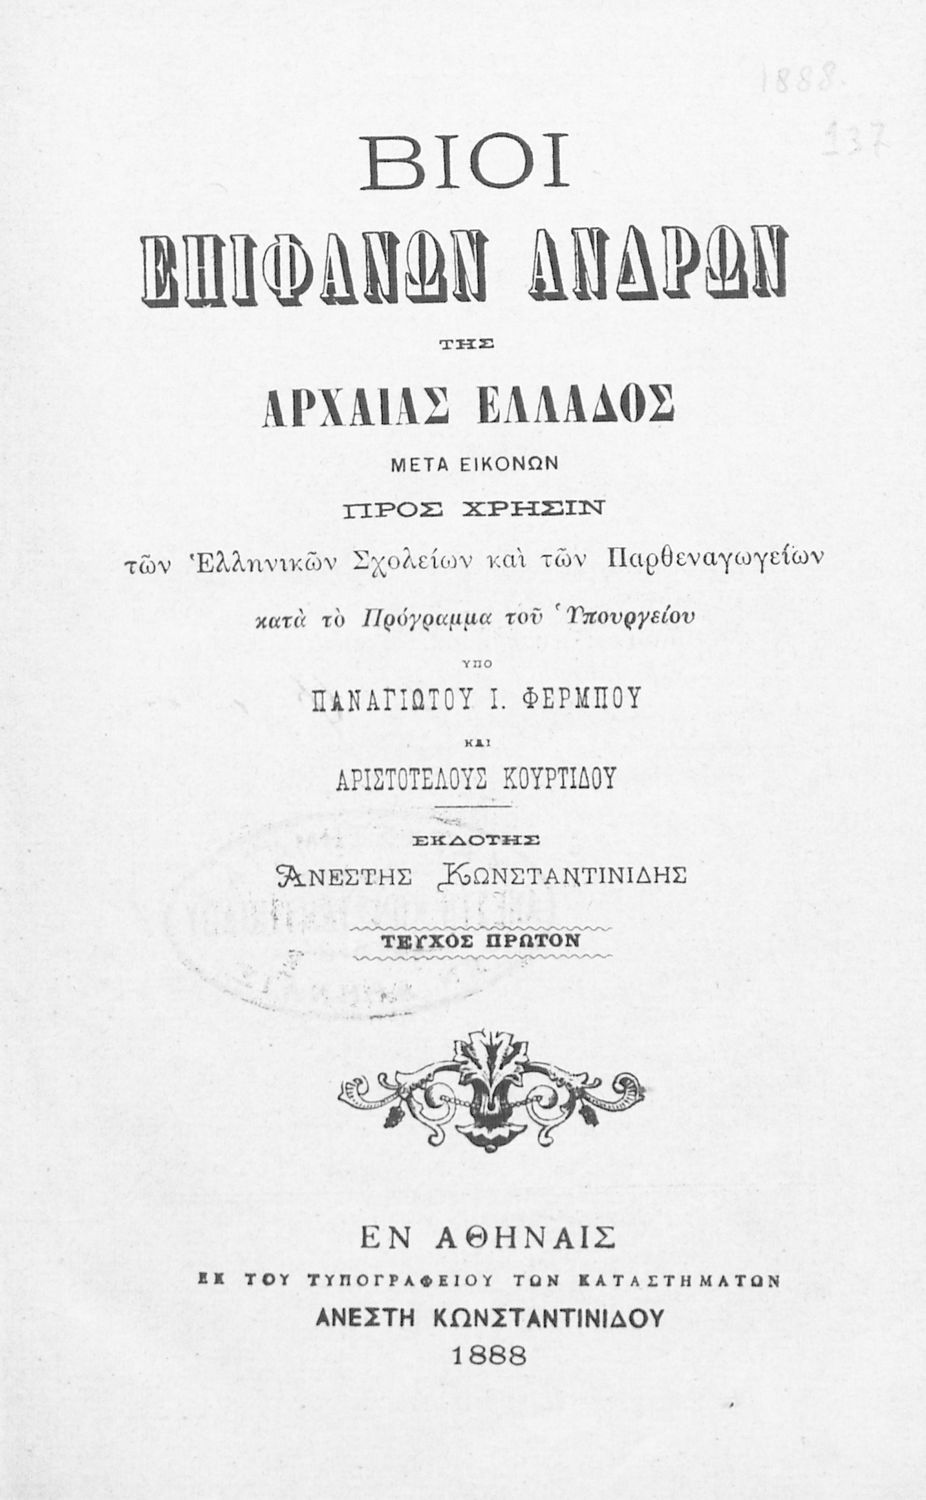 1888.
137
ΒΙΟΙ
ΕΠΙΦΑΝΩΝ ΑΝΔΡΩΝ
ΤΗΣ
ΑΡΧΑΙΑΣ ΕΛΛΑΔΟΣ
ΜΕΤΑ ΕΙΚΟΝΩΝ
ΠΡΟΣ ΧΡΗΣΙΝ
τῶν Ἑλληνικῶν Σχολείων καὶ τῶν Παρθεναγωγείων
κατὰ τὸ Πρόγραμμα τοῦ Ὑπουργείου
ΥΠΟ
ΠΑΝΑΓΙΩΤΟΥ Ι. ΦΕΡΜΠΟΥ
ΚΑΙ
ΑΡΙΣΤΟΤΕΛΟΥΣ ΚΟΥΡΤΙΔΟΥ
ΕΚΔΟΤΗΣ
ΑΝΕΣΤΗΣ ΚΩΝΣΤΑΝΤΙΝΙΔΗΣ
ΤΕΥΧΟΣ ΠΡΩΤΟΝ
ΕΝ ΑΘΗΝΑΙΣ
ΕΚ ΤΟΥ ΤΥΠΟΓΡΑΦΕΙΟΥ ΤΩΝ ΚΑΤΑΣΤΗΜΑΤΩΝ
ΑΝΕΣΤΗ ΚΩΝΣΤΑΝΤΙΝΙΔΟΥ
1888